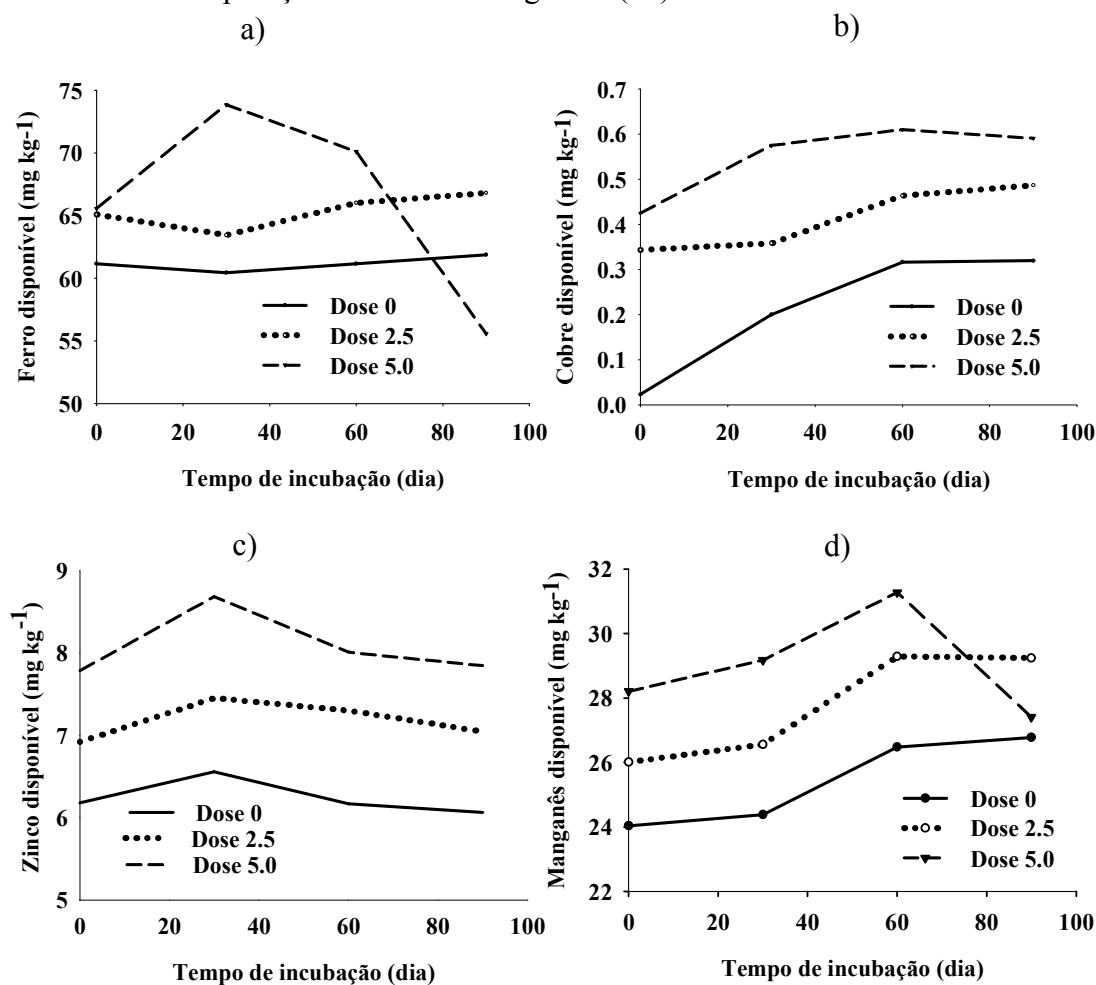 a)
b)
Ferro disponível (mg kg-1)
75
70
65
60
55
50
Dose 0
Dose 2.5
Dose 5.0
0 20 40 60 80 100
Tempo de incubação (dia)
Cobre disponível (mg kg-1)
0.7
0.6
0.5
0.4
0.3
0.2
0.1
0.0
Dose 0
Dose 2.5
Dose 5.0
0 20 40 60 80 100
Tempo de incubação (dia)
c)
Zinco disponível (mg kg-1)
9
8
7
6
5
Dose 0
Dose 2.5
Dose 5.0
0 20 40 60 80 100
Tempo de incubação (dia)
d)
Manganês disponível (mg kg-1)
32
30
28
26
24
22
Dose 0
Dose 2.5
Dose 5.0
0 20 40 60 80 100
Tempo de incubação (dia)